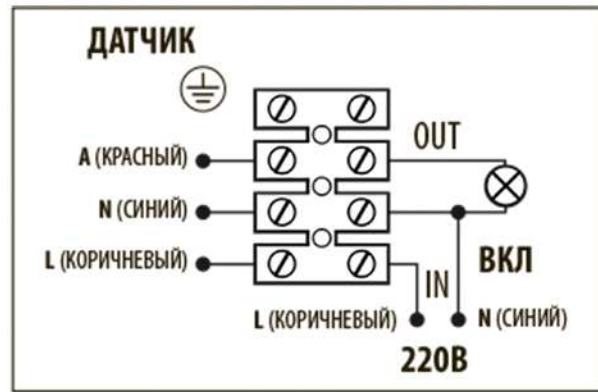 ДАТЧИК
OUT
A (КРАСНЫЙ)
N (СИНИЙ)
L (КОРИЧНЕВЫЙ)
IN
ВКЛ
L (КОРИЧНЕВЫЙ)
N (СИНИЙ)
220В